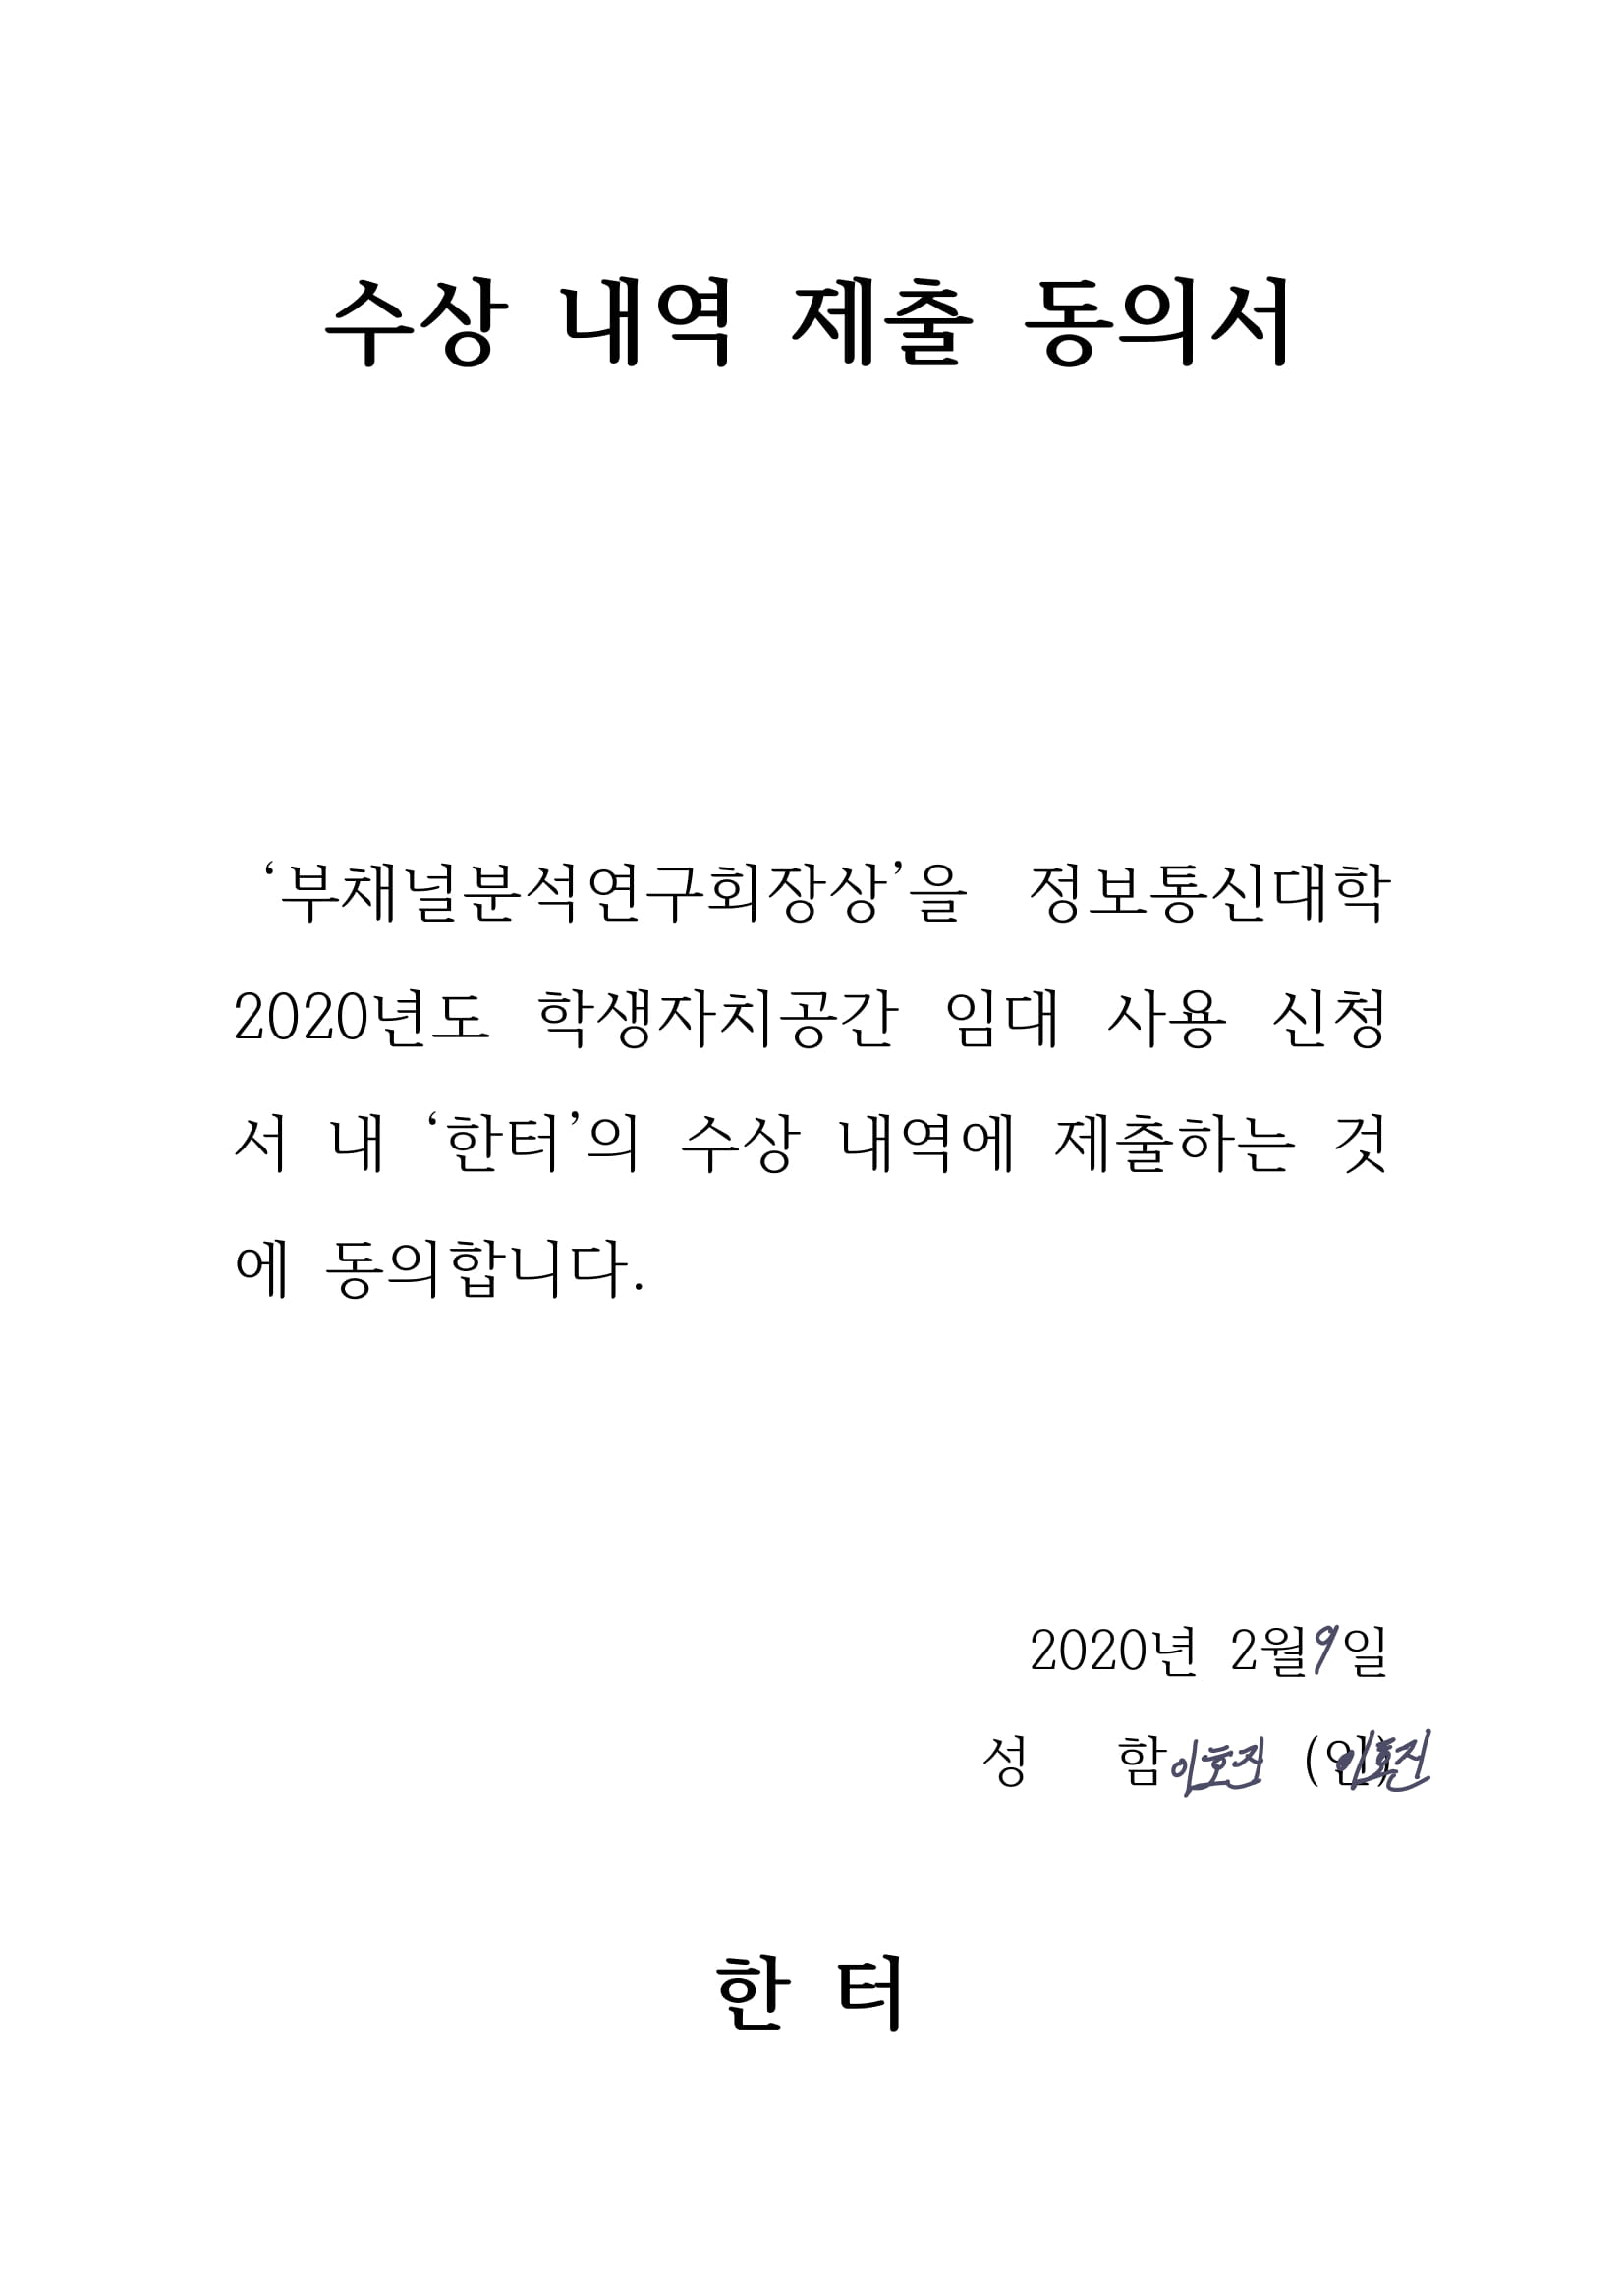 수상 내역 제출 동의서
‘부채널분석연구회장상’을 정보통신대학
2020년도 학생자치공간 임대 사용 신청
서 내 ‘한터’의 수상 내역에 제출하는 것
에 동의합니다.
2020년 2월 9일
성 함 이호진 (인)
한 터